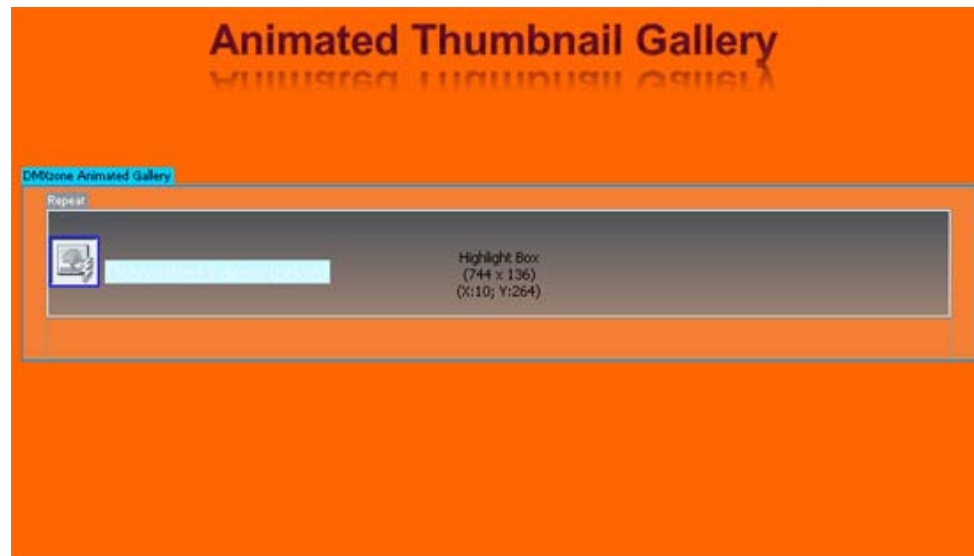 Animated Thumbnail Gallery
DMXzone Animated Gallery
Repeat
Highlight Box
(744 x 136)
(X:10; Y:264)